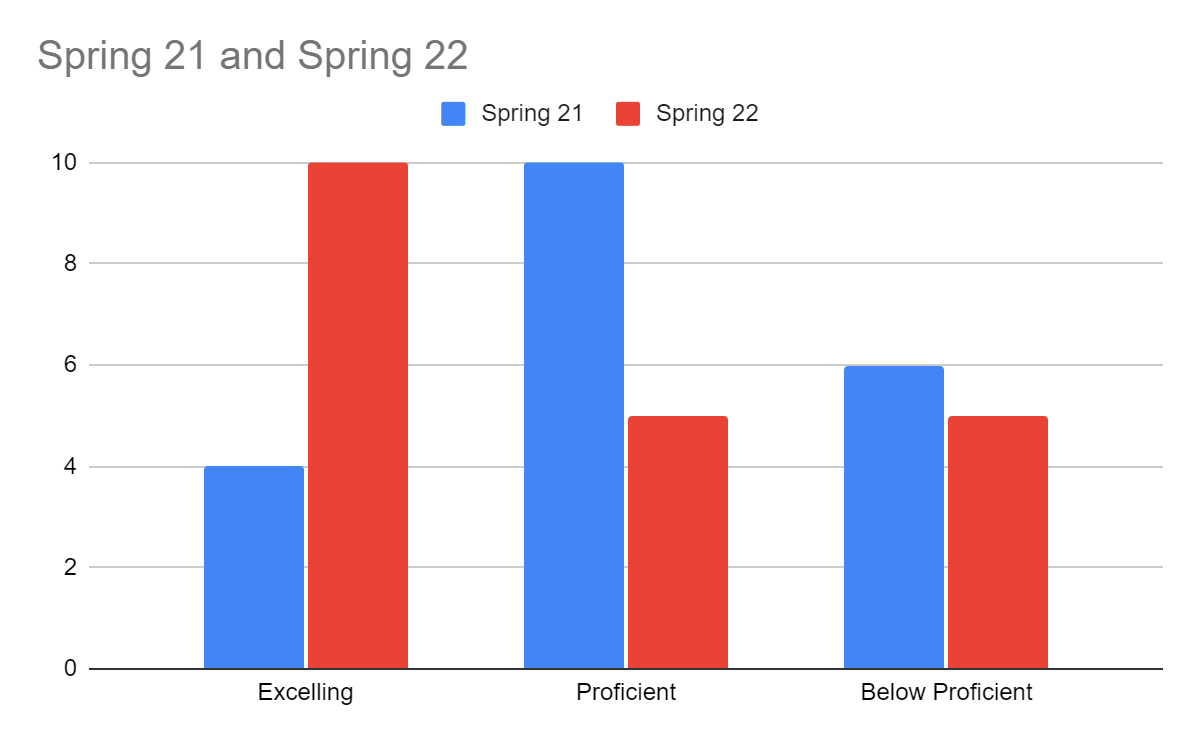 Spring 21 and Spring 22
Spring 21 Spring 22
10
8
6
4
2
0
Excelling Proficient Below Proficient